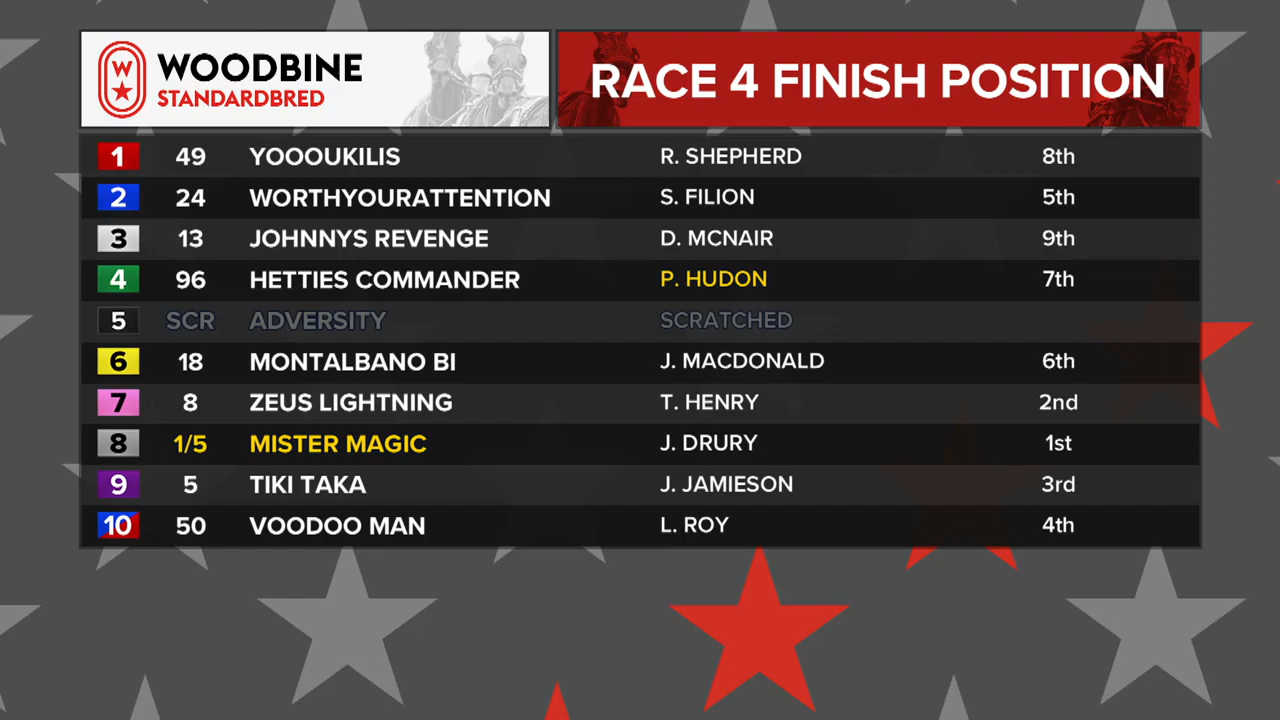 W
WOODBINE
STANDARDBRED
RACE 4 FINISH POSITION
1 49 YOOOUKILIS R. SHEPHERD 8th
2 24 WORTHYOURATTENTION S. FILION 5th
3 13 JOHNNYS REVENGE D. MCNAIR 9th
4 96 HETTIES COMMANDER P. HUDON 7th
5 SCR ADVERSITY SCRATCHED
6 18 MONTALBANO BI J. MACDONALD 6th
7 8 ZEUS LIGHTNING T. HENRY 2nd
8 1/5 MISTER MAGIC J. DRURY 1st
9 5 TIKI TAKA J. JAMIESON 3rd
10 50 VOODOO MAN L. ROY 4th